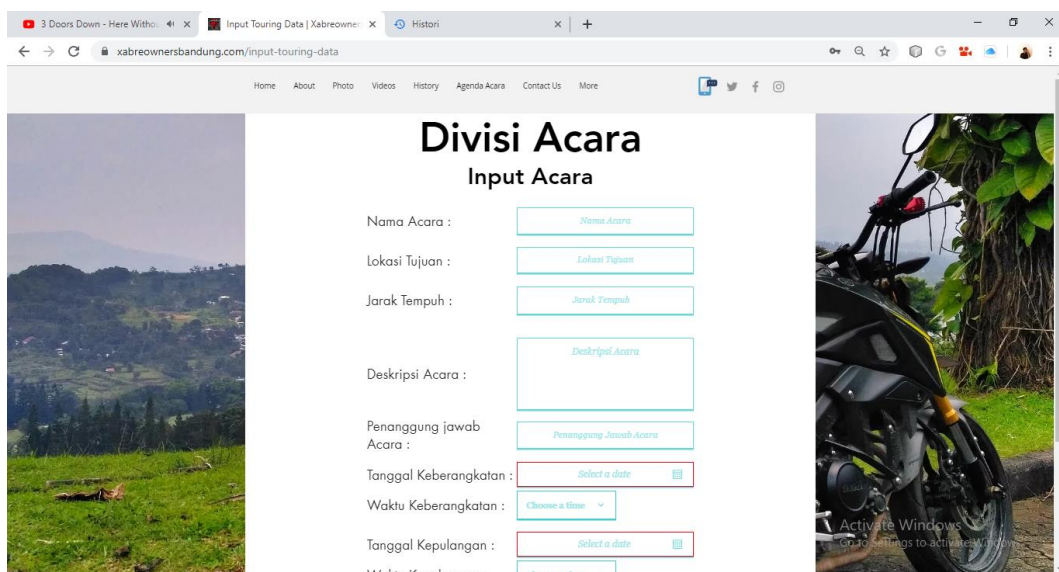 3 Doors Down - Here Withou
Input Touring Data | Xabreowner
Histori
xabreownersbandung.com/input-touring-data
Home About Photo Videos History Agenda Acara Contact Us More
Divisi Acara
Input Acara
Nama Acara : Nama Acara
Lokasi Tujuan : Lokasi Tujuan
Jarak Tempuh : Jarak Tempuh
Deskripsi Acara
Deskripsi Acara :
Penanggung jawab
Acara :
Penanggung Jawab Acara
Tanggal Keberangkatan : Select a date
Waktu Keberangkatan : Choose a time
Activate Windows
Go to Settings to activate Windows.
Tanggal Kepulangan : Select a date